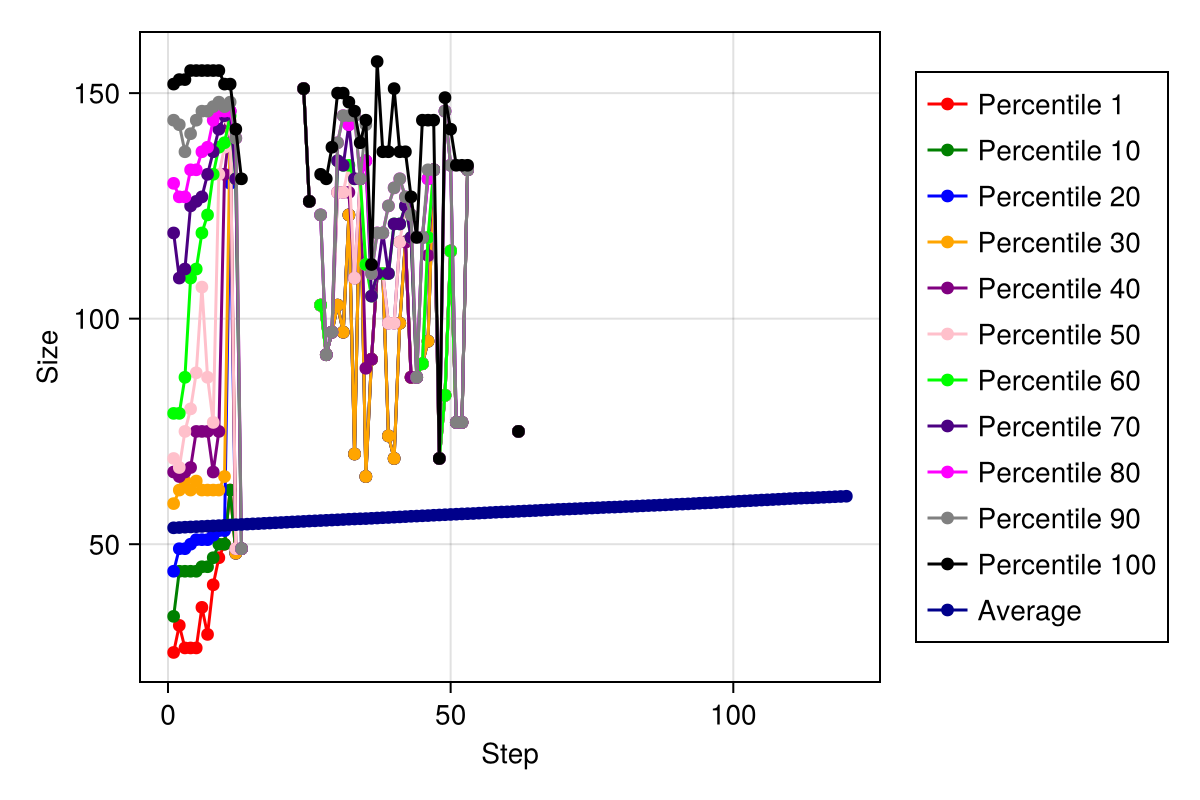 150
100
50
Size
0
50
100
Step
Percentile 1
Percentile 10
Percentile 20
Percentile 30
Percentile 40
Percentile 50
Percentile 60
Percentile 70
Percentile 80
Percentile 90
Percentile 100
Average